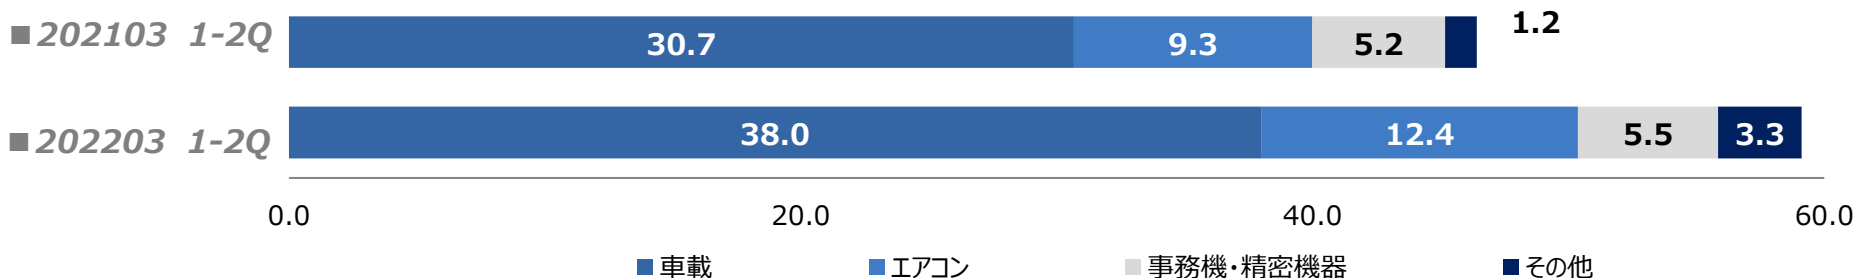 ■202103 1-2Q 30.7 9.3 5.2 1.2
■202203 1-2Q 38.0 12.4 5.5 3.3
0.0 20.0 40.0 60.0
■車載 ■エアコン ■事務機・精密機器 ■その他